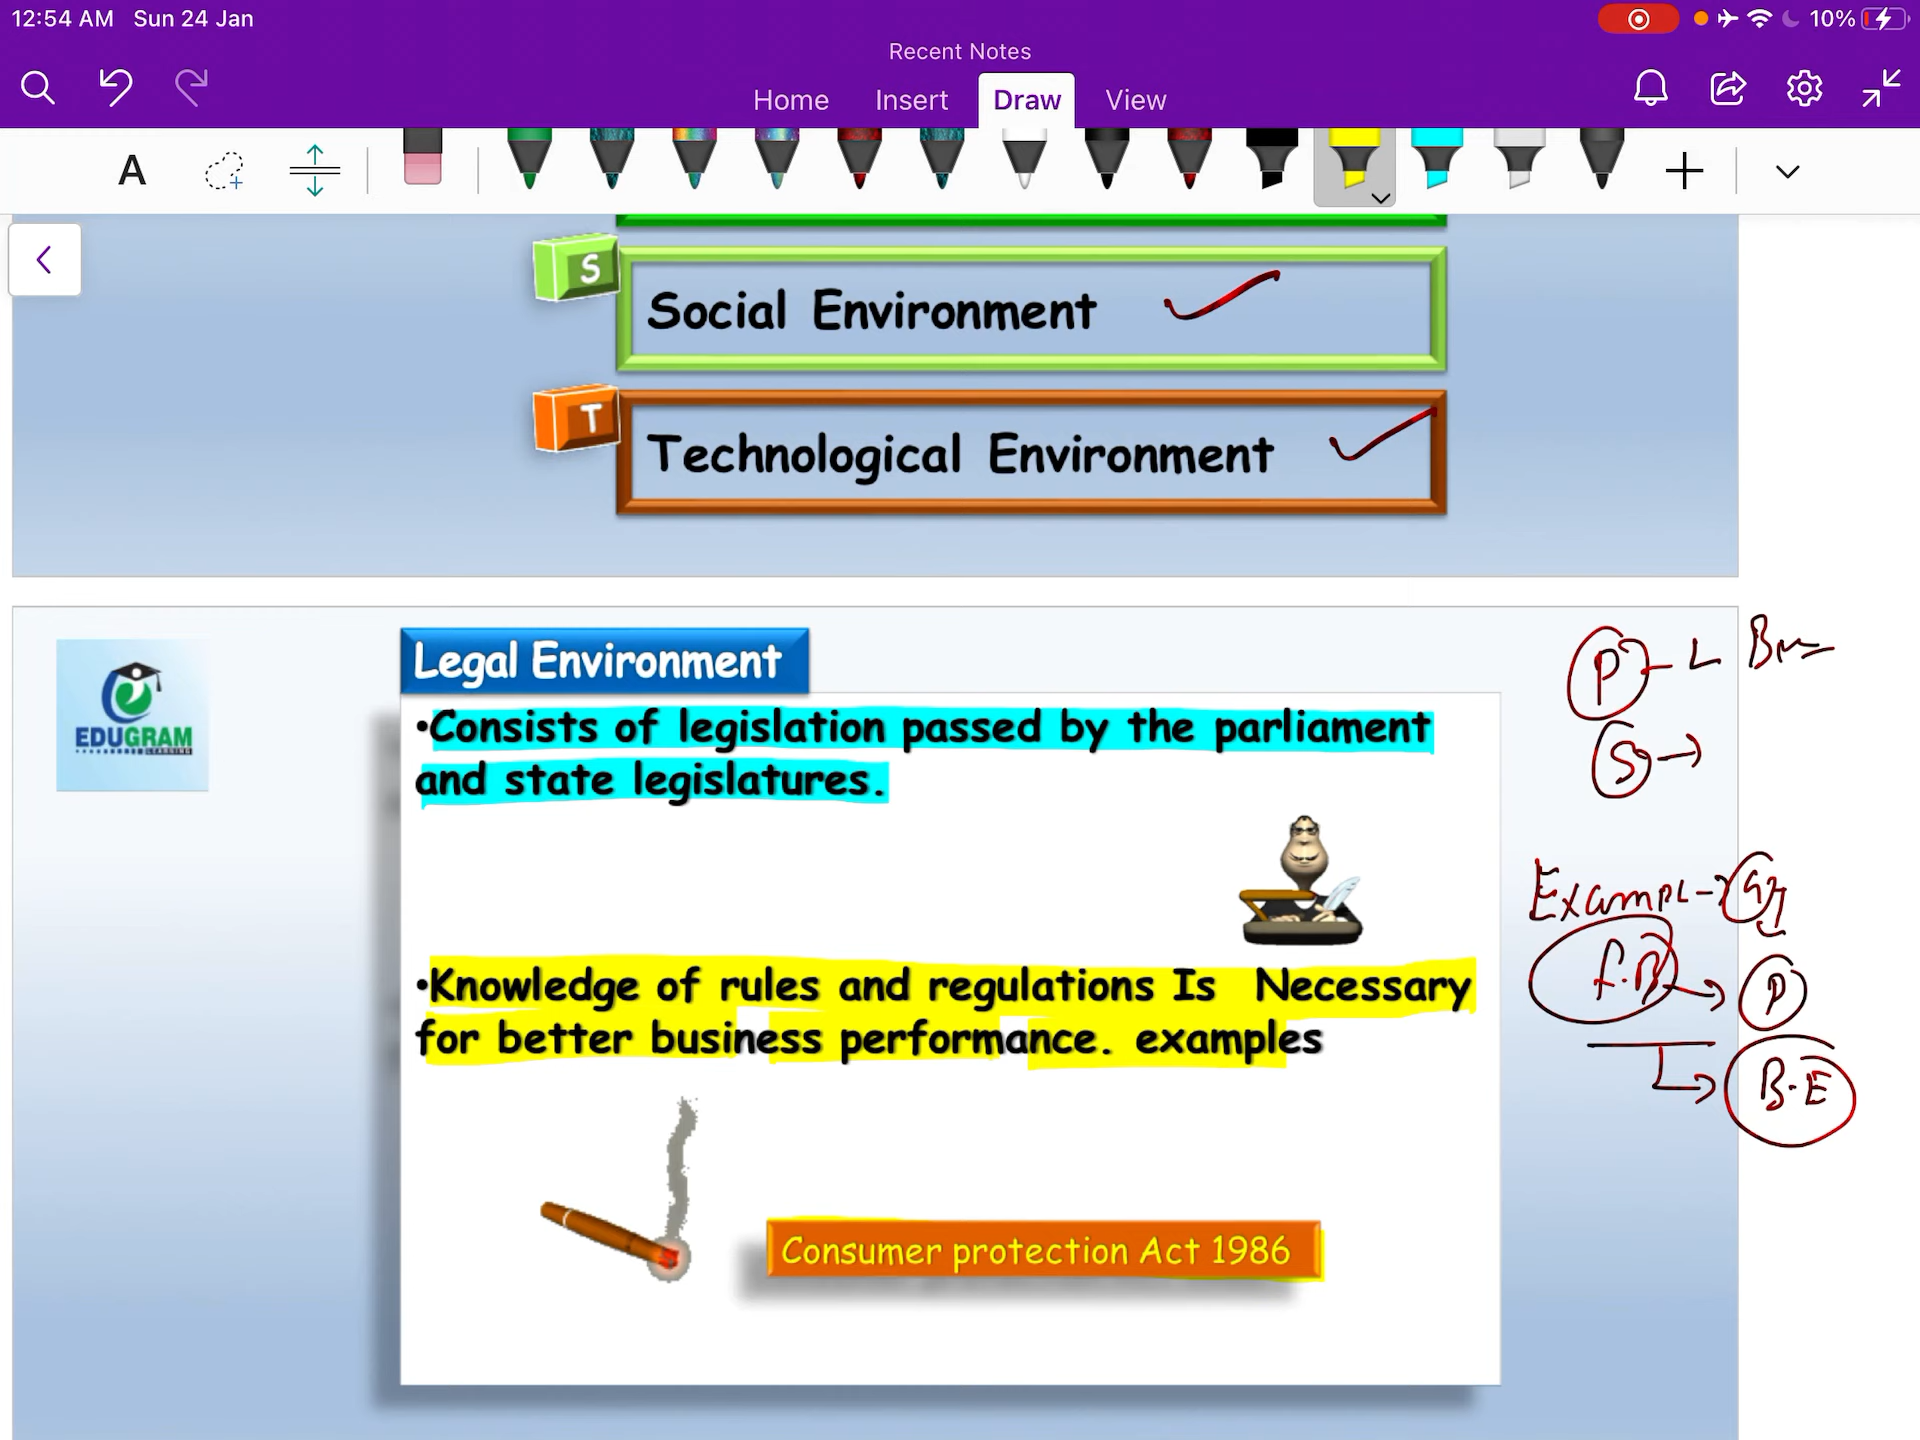 12:54 AM Sun 24 Jan
10%
Recent Notes
Home Insert Draw View
A
S
Social Environment
T
Technological Environment
EDUGRAM
LEARNING
Legal Environment
•Consists of legislation passed by the parliament
and state legislatures.
•Knowledge of rules and regulations Is Necessary
for better business performance. examples
Consumer protection Act 1986
P - L
S →
Exampl →
f.B → P
B.E